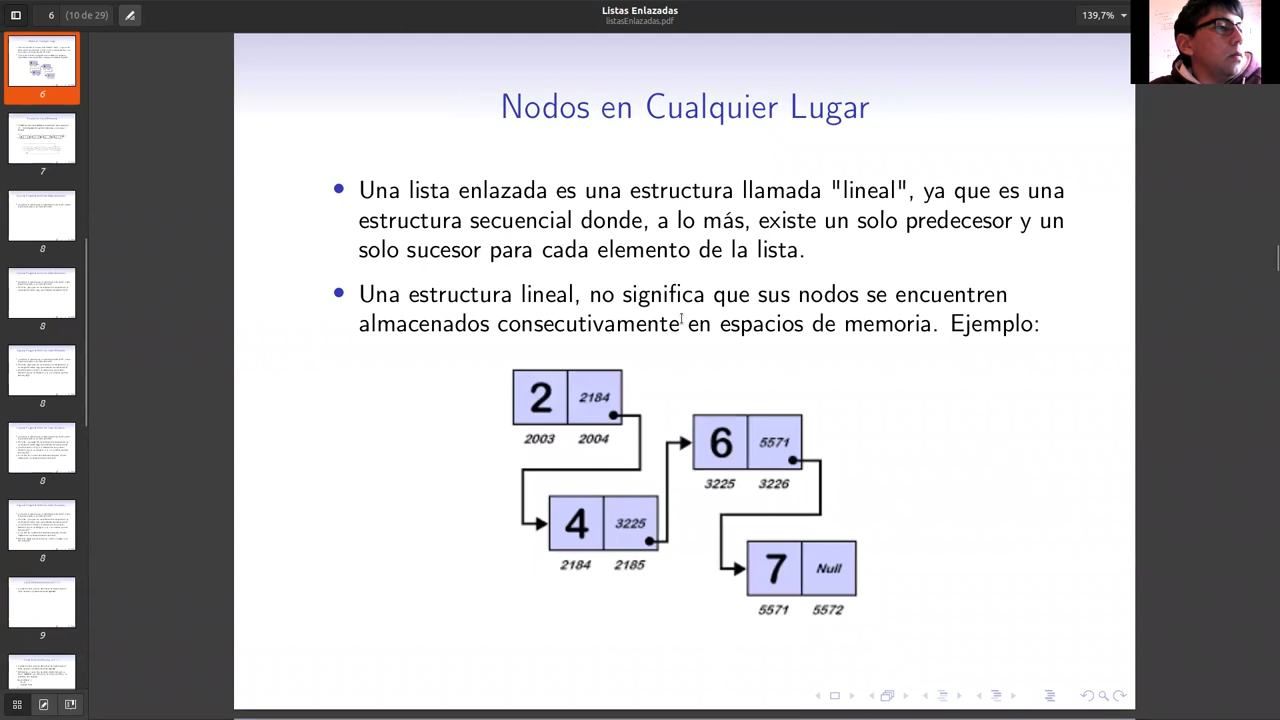 Listas Enlazadas
listasEnlazadas.pdf
6 (10 de 29)
139,7%
6
7
8
8
8
8
8
9
Nodos en Cualquier Lugar
Una lista enlazada es una estructura llamada "lineal", ya que es una
estructura secuencial donde, a lo más, existe un solo predecesor y un
solo sucesor para cada elemento de la lista.
Una estructura lineal, no significa que sus nodos se encuentren
almacenados consecutivamente en espacios de memoria. Ejemplo:
2 2184
2003 2004
6 5571
3225 3226
4 3225
2184 2185
7 Null
5571 5572